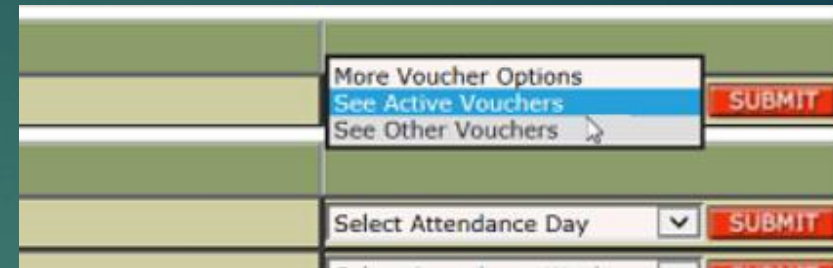 More Voucher Options
See Active Vouchers SUBMIT
See Other Vouchers
Select Attendance Day SUBMIT